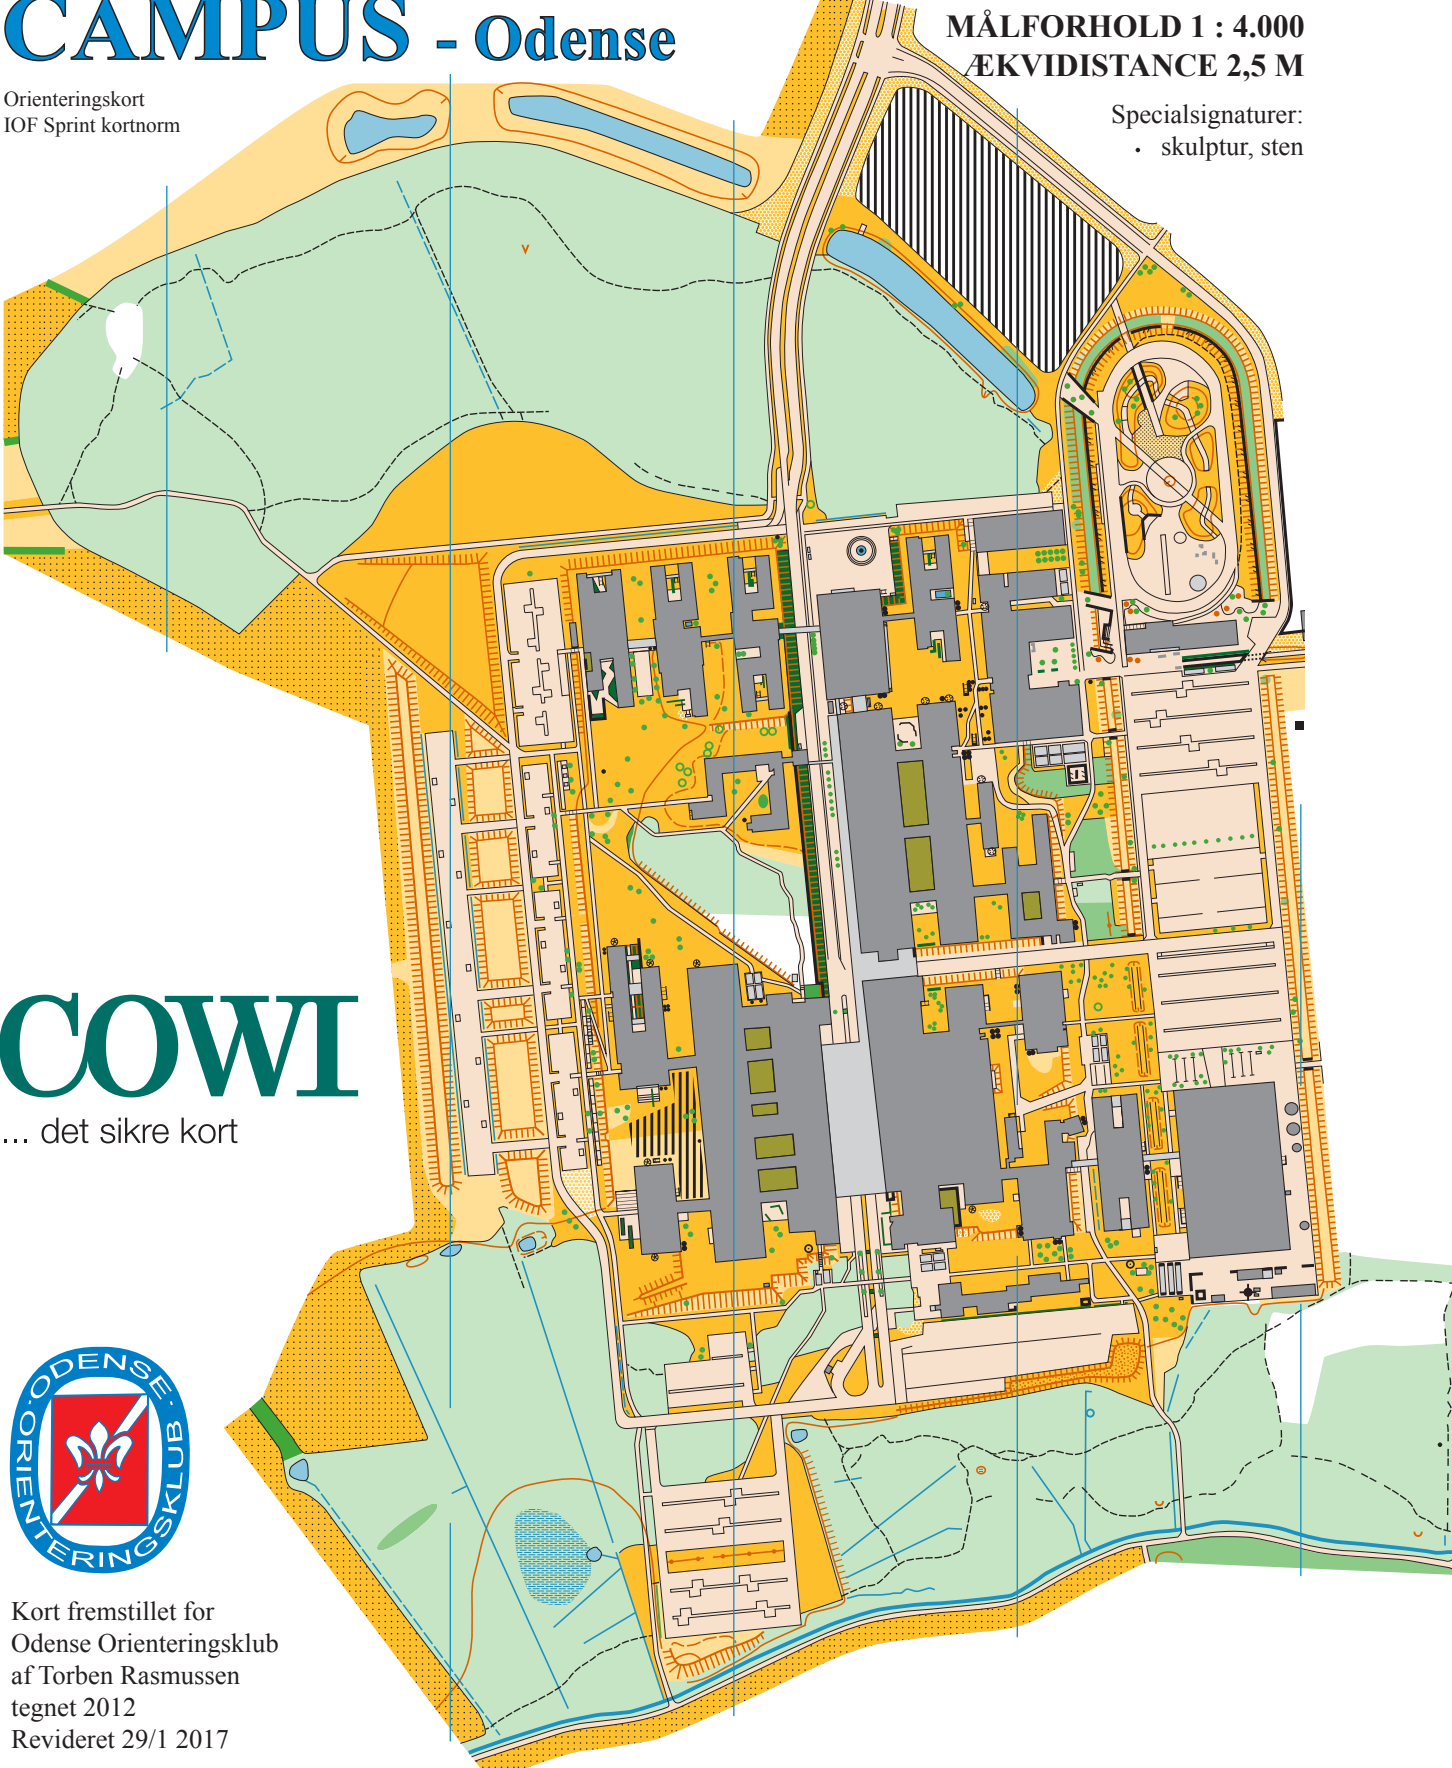 CAMPUS - Odense
Orienteringskort
IOF Sprint kortnorm
MÅLFORHOLD 1 : 4.000
ÆKVIDISTANCE 2,5 M
Specialsignaturer:
· skulptur, sten
COWI
... det sikre kort
·ODENSE·
ORIENTERINGSKLUB
Kort fremstillet for
Odense Orienteringsklub
af Torben Rasmussen
tegnet 2012
Revideret 29/1 2017